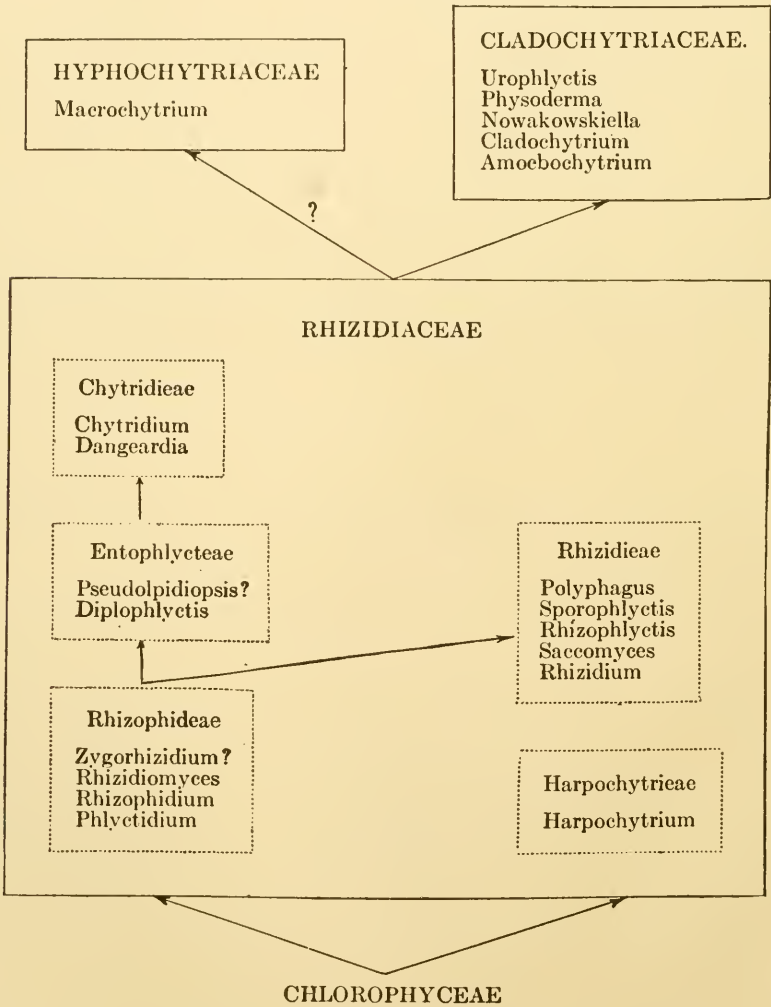 HYPHOCHYTRIACEAE
Macrochytrium
CLADOCHYTRIACEAE.
Urophlyctis
Physoderma
Nowakowskiella
Cladochytrium
Amoebochytrium
?
RHIZIDIACEAE
Chytridieae
Chytridium
Dangeardia
Entophlycteae
Pseudolpidiopsis?
Diplophlyctis
Rhizidieae
Polyphagus
Sporophlyctis
Rhizophlyctis
Saccomyces
Rhizidium
Rhizophideae
Zygorhizidium?
Rhizidiomyces
Rhizophidium
Phlyctidium
Harpochytrieae
Harpochytrium
CHLOROPHYCEAE